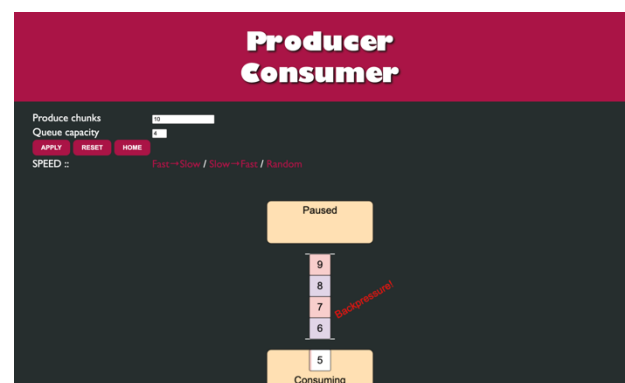 Producer
Consumer
Produce chunks 10
Queue capacity 4
APPLY RESET HOME
SPEED :: Fast→Slow / Slow→Fast / Random
Paused
9
8
7
6
Backpressure!
5
Consuming